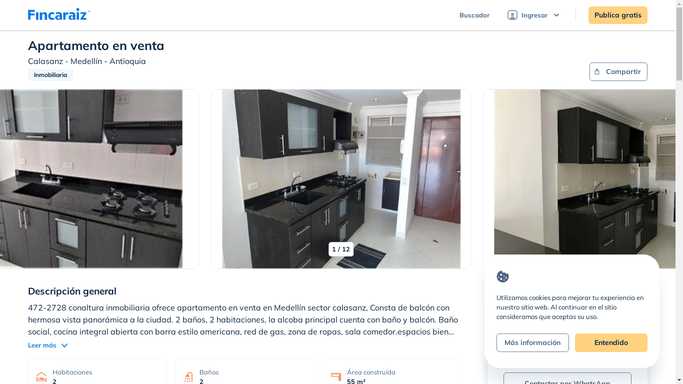 Fincaraiz
Buscador
Ingresar
Publica gratis
Apartamento en venta
Calasanz - Medellín - Antioquia
Inmobiliaria
Compartir
1 / 12
Descripción general
472-2728 conaltura inmobiliaria ofrece apartamento en venta en Medellín sector calasanz, Consta de balcón con
hermosa vista panorámica a la ciudad. 2 baños, 2 habitaciones, la alcoba principal cuenta con baño y balcón. Baño
social, cocina integral abierta con barra estilo americana, red de gas, zona de ropas, sala comedor.espacios bien...
Leer más
Habitaciones
2
Baños
2
Área construida
55 m²
Utilizamos cookies para mejorar tu experiencia en
nuestro sitio web. Al continuar en el sitio
consideramos que aceptas su uso.
Más información
Entendido
Contactar por WhatsApp